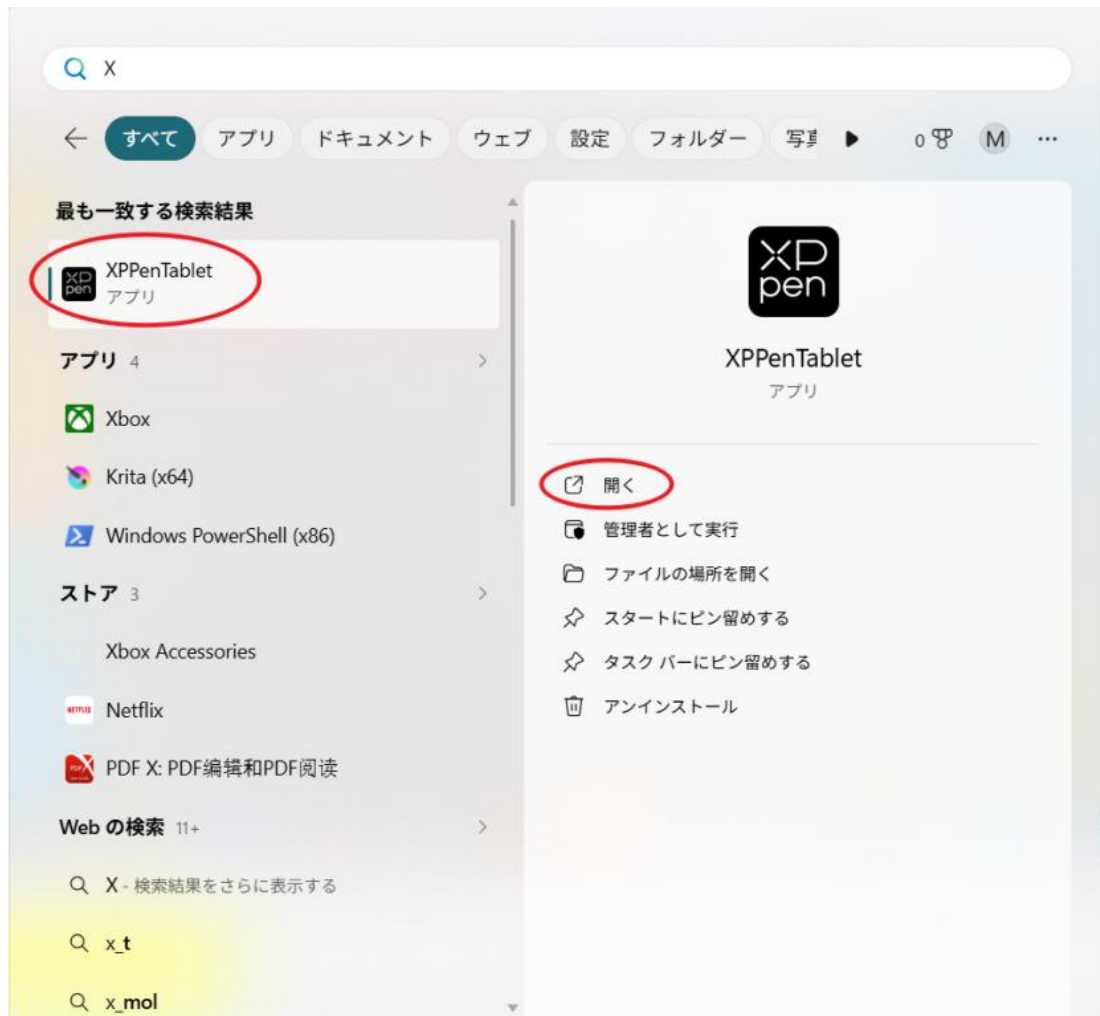 X
すべて アプリ ドキュメント ウェブ 設定 フォルダー 写真 0 M
最も一致する検索結果
XP
pen
XPPenTablet
アプリ
アプリ 4
Xbox
Krita (x64)
Windows PowerShell (x86)
ストア 3
Xbox Accessories
NETFLIX
Netflix
PDF X: PDF编辑和PDF阅读
Web の検索 11+
X - 検索結果をさらに表示する
x_t
x_mol
XP
pen
XPPenTablet
アプリ
開く
管理者として実行
ファイルの場所を開く
スタートにピン留めする
タスク バーにピン留めする
アンインストール